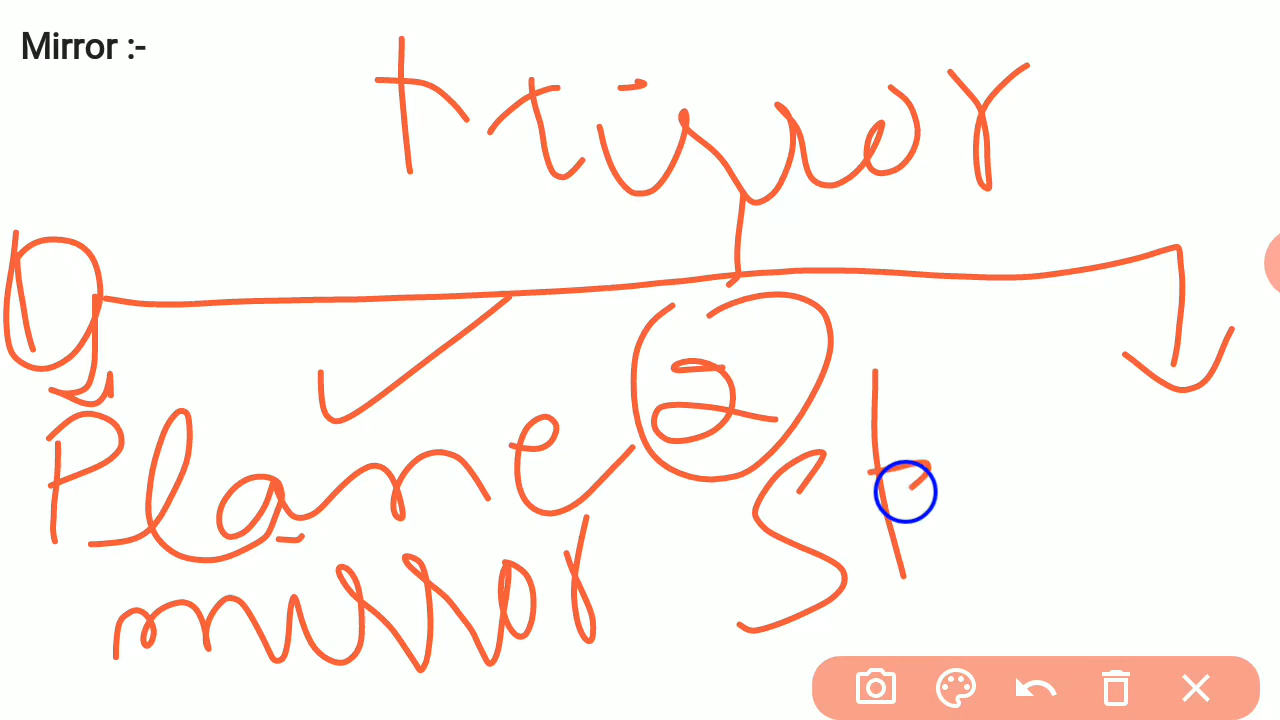 Mirror :-
Mirror
①
②
Plane
mirror
Sp